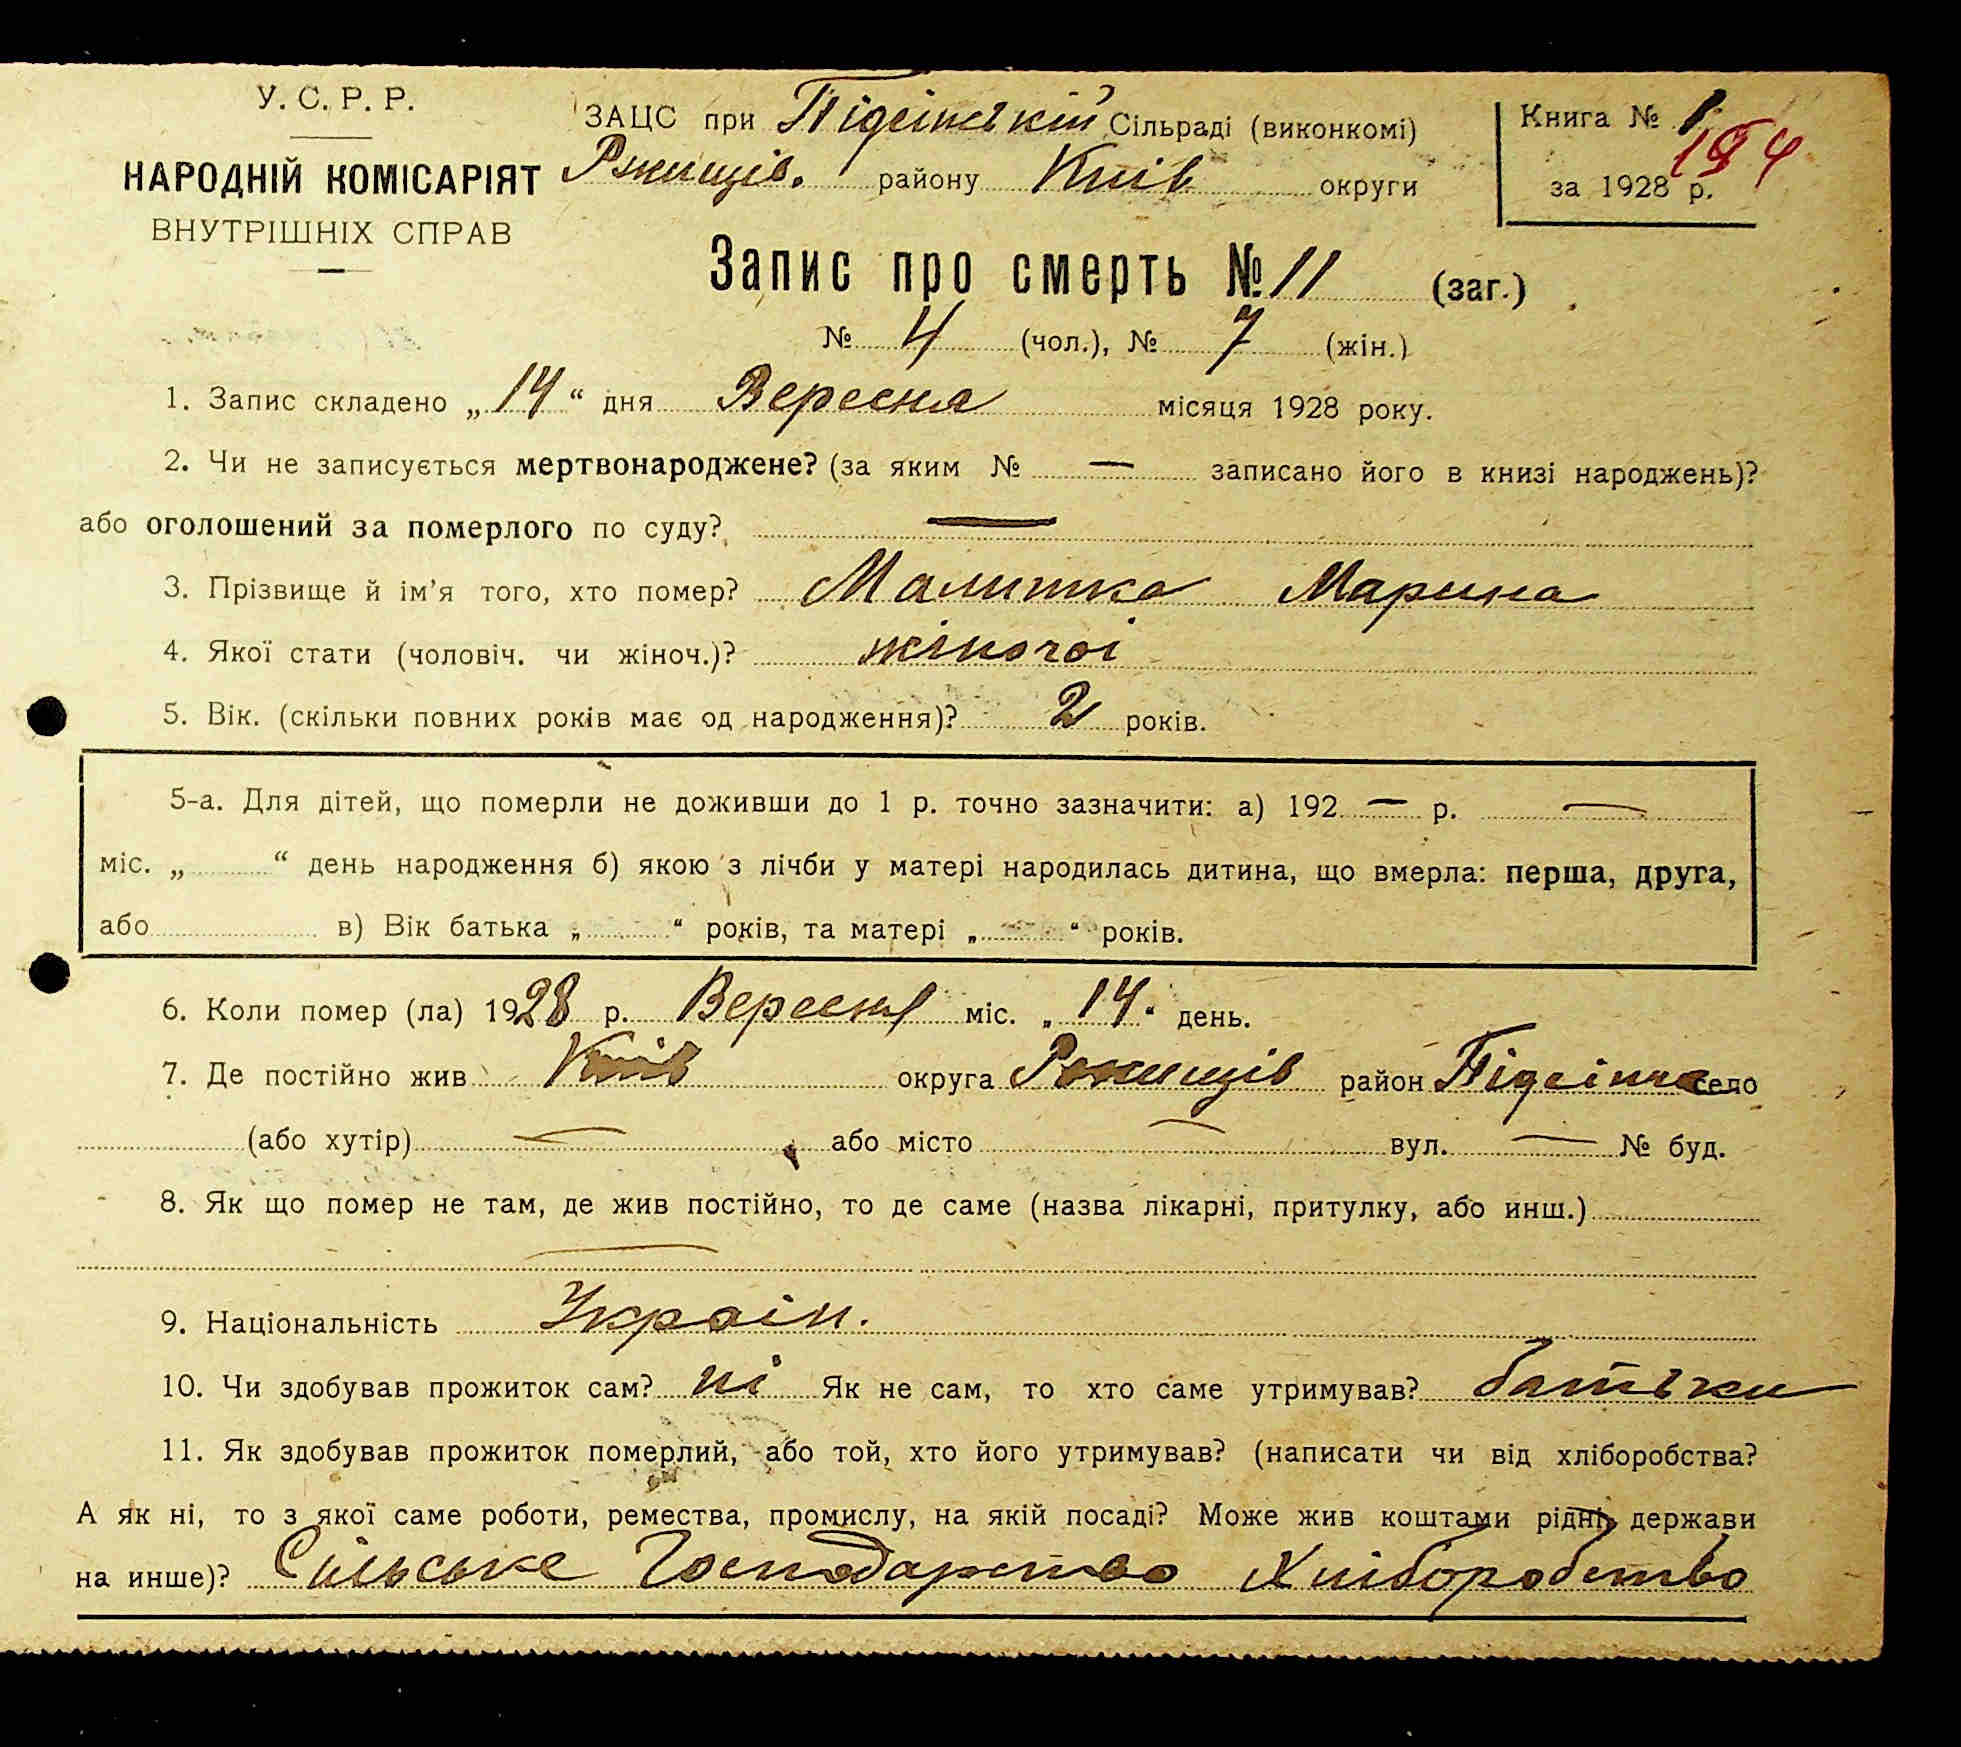 У. С. Р. Р.
НАРОДНІЙ КОМІСАРІЯТ
ВНУТРІШНІХ СПРАВ
ЗАЦС при Підсінській Сільраді (виконкомі)
Ржищів. району Київ округи
Книга № 1
194
за 1928 р.
Запис про смерть № 11 (заг.)
№ 4 (чол.), № 7 (жін.)
1. Запис складено „14“ дня Вересня місяця 1928 року.
2. Чи не записується мертвонароджене? (за яким № — записано його в книзі народжень)?
або оголошений за померлого по суду? —
3. Прізвище й ім’я того, хто помер? Малишка Марина
4. Якої статі (чоловіч. чи жіноч.)? жіночоі
5. Вік. (скільки повних років має од народження)? 2 років.
5-а. Для дітей, що померли не доживши до 1 р. точно зазначити: а) 192 — р. —
міс. „ “ день народження б) якою з лічби у матері народилась дитина, що вмерла: перша, друга,
або в) Вік батька „ “ років, та матері „ “ років.
6. Коли помер (ла) 1928 р. Вересня міс. „14“ день.
7. Де постійно жив Київ округа Ржищів район Підсінне село
(або хутір) — або місто — вул. — № буд.
8. Як що помер не там, де жив постійно, то де саме (назва лікарні, притулку, або инш.)
—
9. Національність Україн.
10. Чи здобував прожиток сам? ні Як не сам, то хто саме утримував? батьки
11. Як здобував прожиток померлий, або той, хто його утримував? (написати чи від хліборобства?
А як ні, то з якої саме роботи, ремества, промислу, на якій посаді? Може жив коштами рідні, держави
на инше)? Сільське Господарство Хліборобство